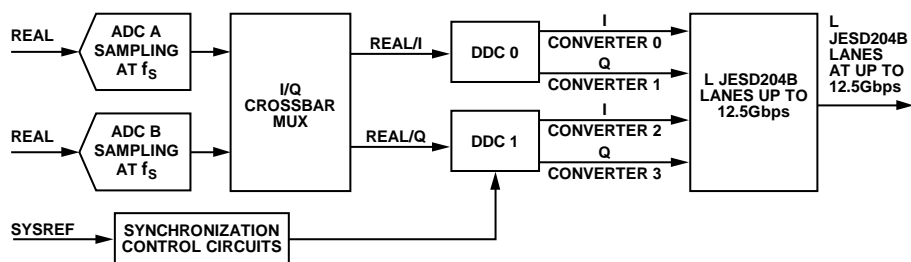 REAL
ADC A
SAMPLING
AT fS
REAL
ADC B
SAMPLING
AT fS
I/Q
CROSSBAR
MUX
REAL/I
REAL/Q
DDC 0
DDC 1
I
CONVERTER 0
Q
CONVERTER 1
I
CONVERTER 2
Q
CONVERTER 3
L JESD204B
LANES UP TO
12.5Gbps
L
JESD204B
LANES
AT UP TO
12.5Gbps
SYSREF
SYNCHRONIZATION
CONTROL CIRCUITS